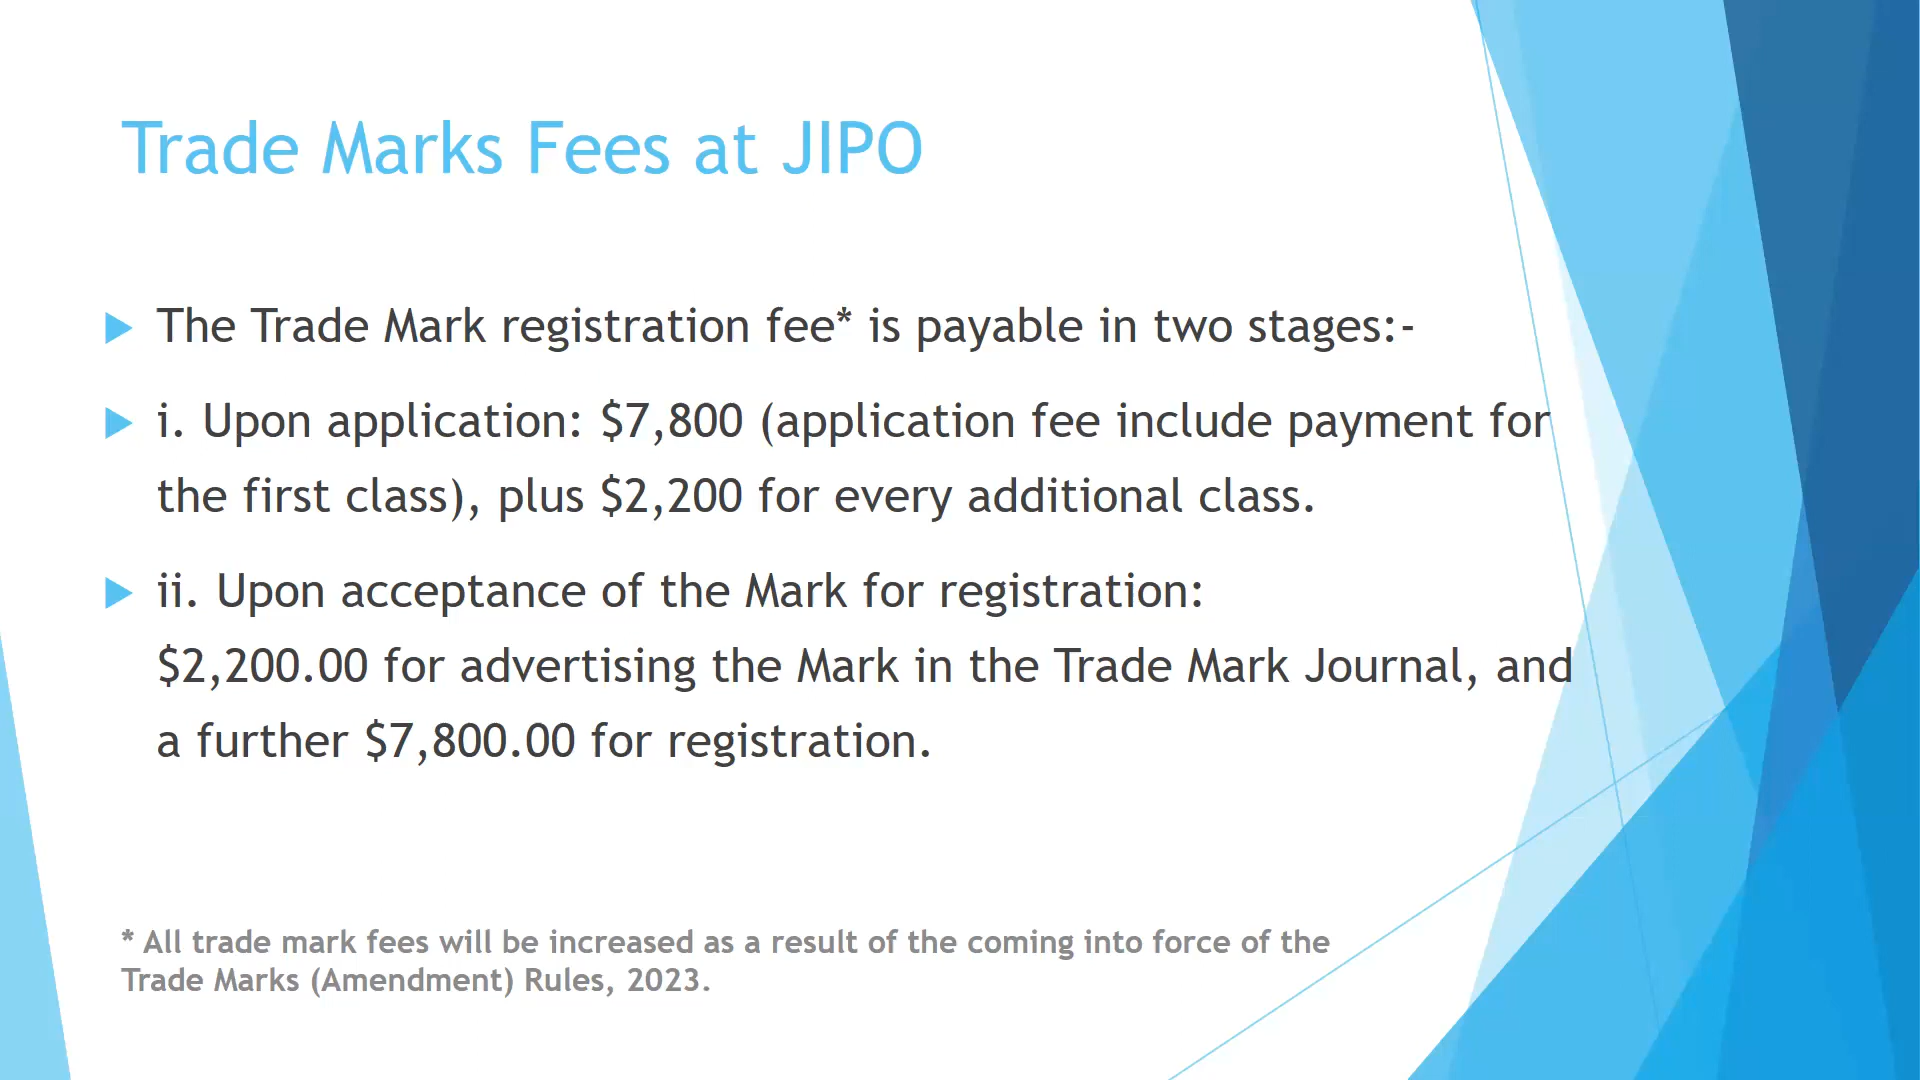 Trade Marks Fees at JIPO
The Trade Mark registration fee* is payable in two stages:-
i. Upon application: $7,800 (application fee include payment for
the first class), plus $2,200 for every additional class.
ii. Upon acceptance of the Mark for registration:
$2,200.00 for advertising the Mark in the Trade Mark Journal, and
a further $7,800.00 for registration.
* All trade mark fees will be increased as a result of the coming into force of the
Trade Marks (Amendment) Rules, 2023.